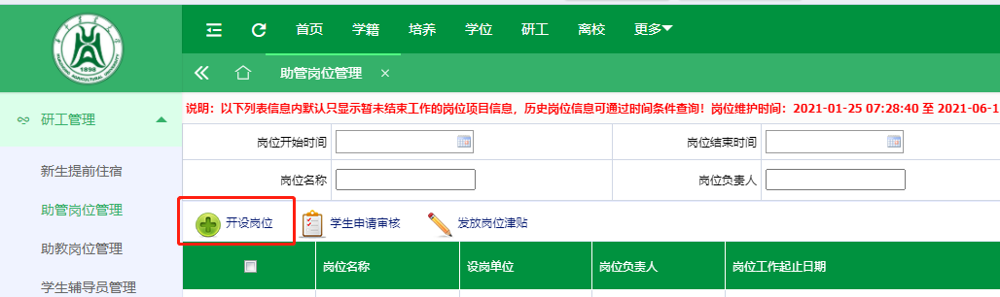 首页 学籍 培养 学位 研工 离校 更多
助管岗位管理 ×
1898
研工管理
说明：以下列表信息内默认只显示暂未结束工作的岗位项目信息，历史岗位信息可通过时间条件查询！岗位维护时间：2021-01-25 07:28:40 至 2021-06-1
岗位开始时间 岗位结束时间
新生提前住宿
岗位名称 岗位负责人
助管岗位管理
开设岗位 学生申请审核 发放岗位津贴
助教岗位管理
岗位名称 设岗单位 岗位负责人 岗位工作起止日期
学生辅导员管理